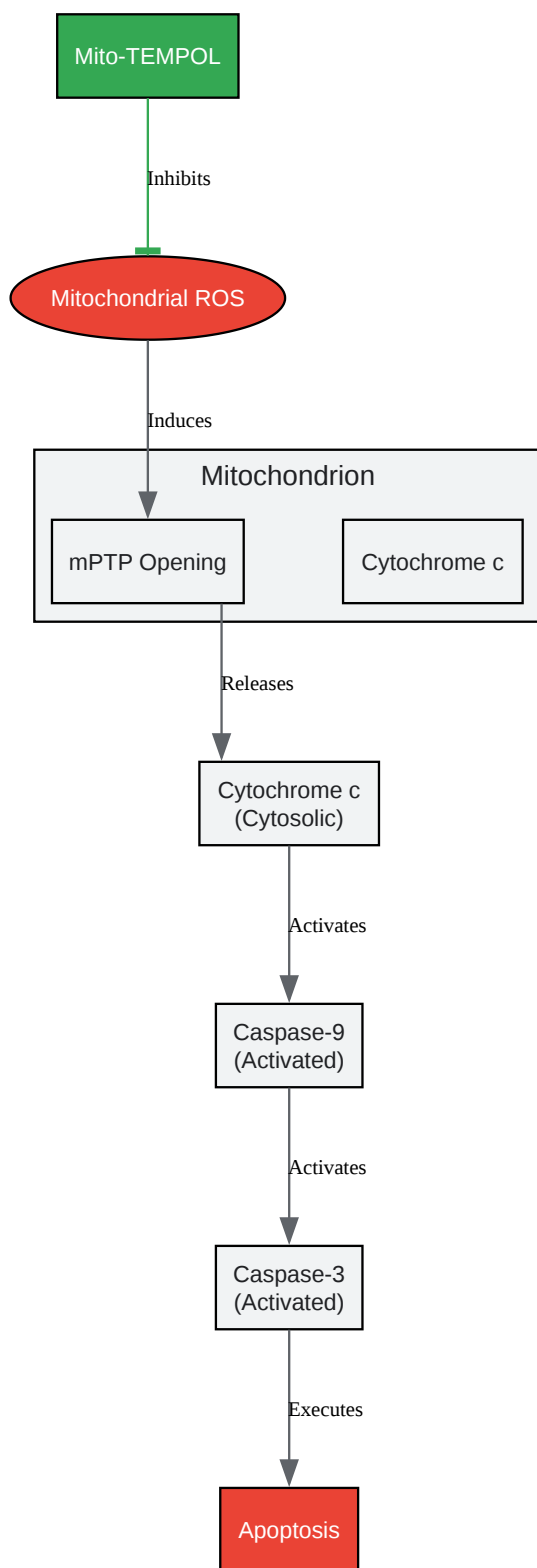 Mito-TEMPOL
Inhibits
Mitochondrial ROS
Induces
Mitochondrion
mPTP Opening
Cytochrome c
Releases
Cytochrome c
(Cytosolic)
Activates
Caspase-9
(Activated)
Activates
Caspase-3
(Activated)
Executes
Apoptosis